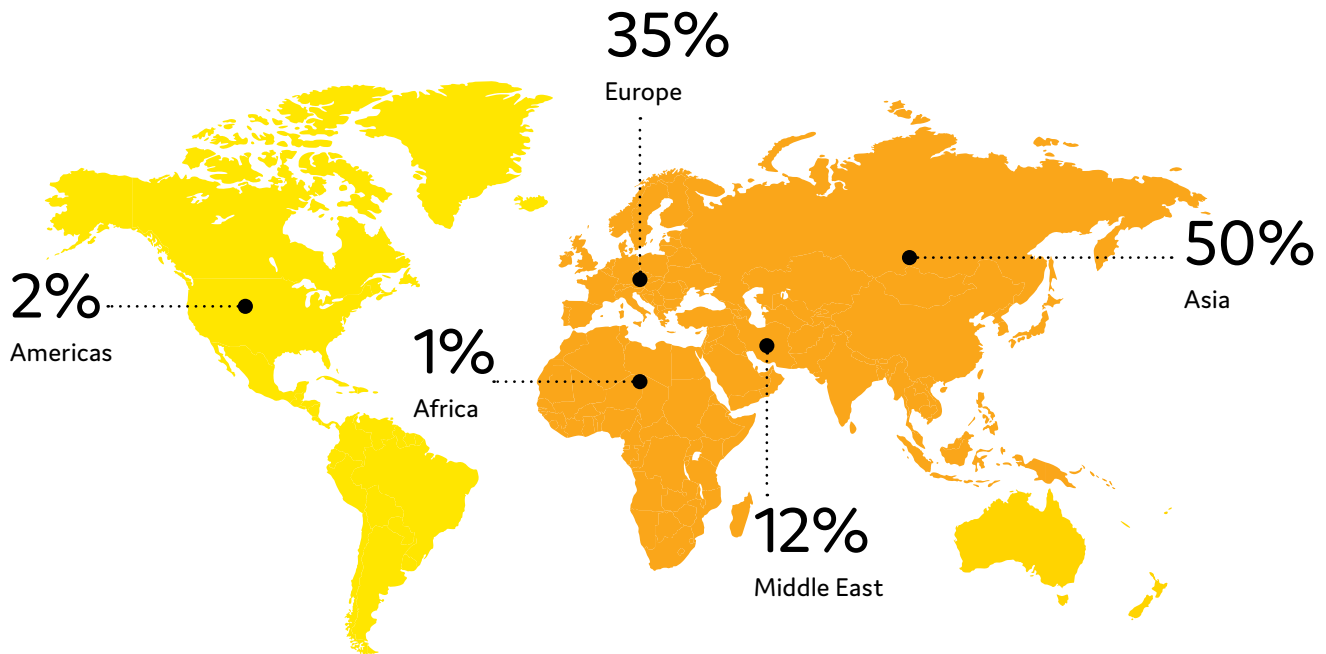 35%
Europe
50%
Asia
2%
Americas
1%
Africa
12%
Middle East